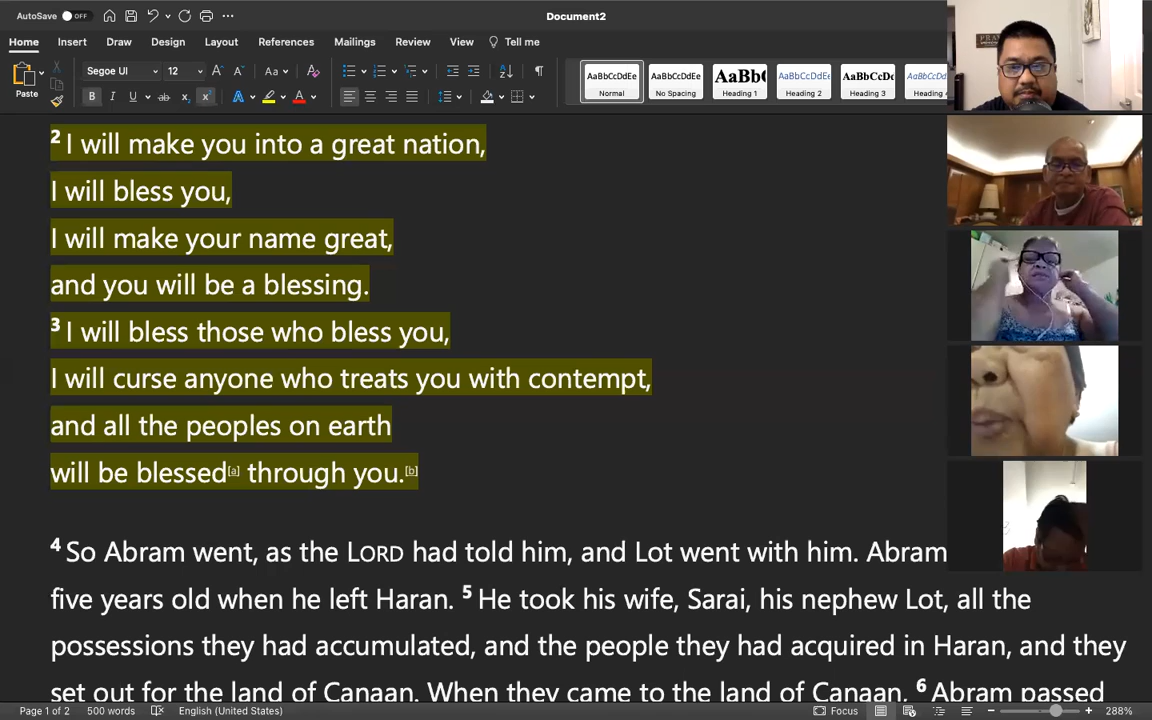 AutoSave OFF Document2
Home Insert Draw Design Layout References Mailings Review View Tell me
Paste Segoe UI 12 Aa
B I U ab x x A A
AaBbCcDdEe AaBbCcDdEe AaBb( AaBbCcDdEe AaBbCcDc AaBbCcDdE
Normal No Spacing Heading 1 Heading 2 Heading 3 Heading 4
2 I will make you into a great nation,
I will bless you,
I will make your name great,
and you will be a blessing.
3 I will bless those who bless you,
I will curse anyone who treats you with contempt,
and all the peoples on earth
will be blessed[a] through you.[b]
4 So Abram went, as the LORD had told him, and Lot went with him. Abram
five years old when he left Haran. 5 He took his wife, Sarai, his nephew Lot, all the
possessions they had accumulated, and the people they had acquired in Haran, and they
set out for the land of Canaan. When they came to the land of Canaan, 6 Abram passed
Page 1 of 2 500 words English (United States) Focus 288%